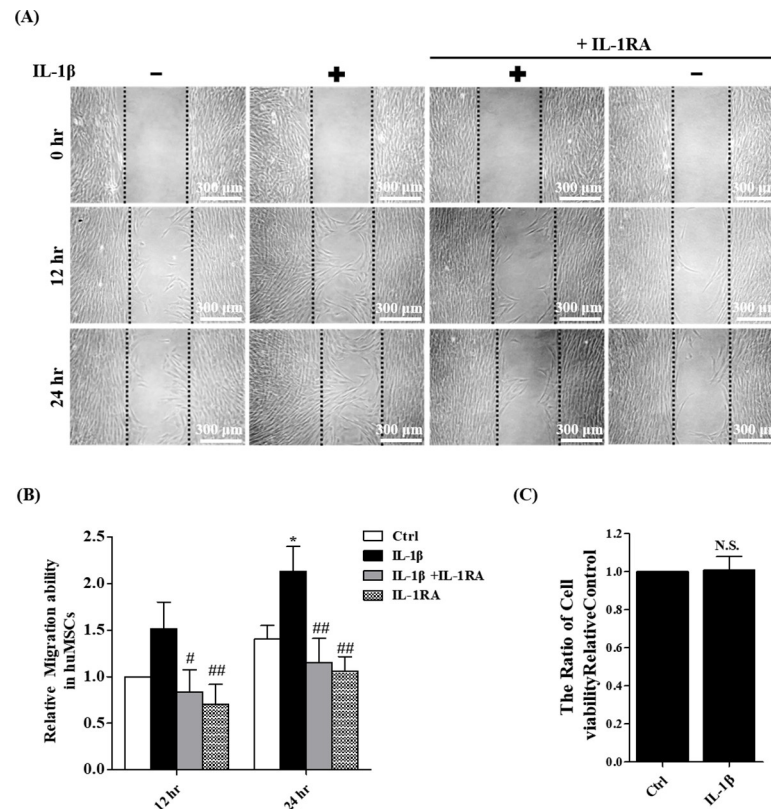 (A)
+ IL-1RA
IL-1β − + + −
0 hr
300 µm 300 µm 300 µm 300 µm
12 hr
300 µm 300 µm 300 µm 300 µm
24 hr
300 µm 300 µm 300 µm 300 µm
(B)
Relative Migration ability
in huMSCs
2.5
2.0
1.5
1.0
0.5
0.0
# ## * ## ##
12 hr 24 hr
Ctrl
IL-1β
IL-1β +IL-1RA
IL-1RA
(C)
The Ratio of Cell
viabilityRelativeControl
1.2
1.0
0.8
0.6
0.4
0.2
0.0
N.S.
Ctrl IL-1β